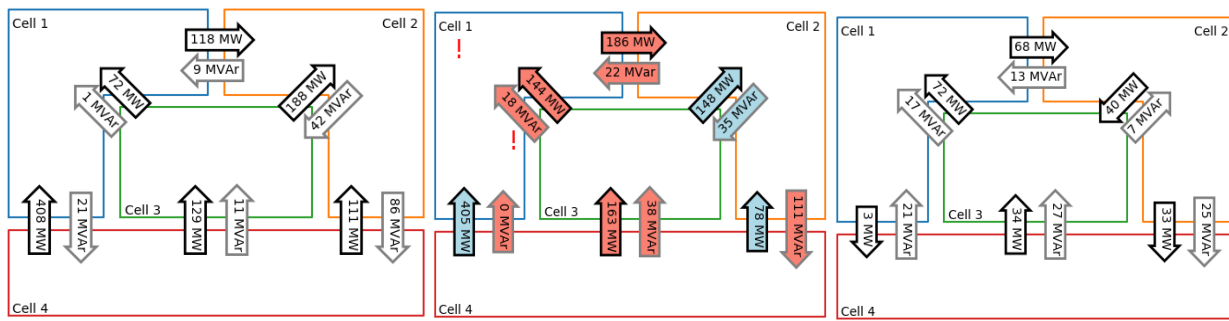 Cell 1
Cell 2
118 MW
9 MVAr
72 MW
1 MVAr
188 MW
42 MVAr
Cell 3
408 MW
21 MVAr
129 MW
11 MVAr
111 MW
86 MVAr
Cell 4
Cell 1
!
Cell 2
186 MW
22 MVar
144 MW
18 MVAr
!
148 MW
35 MVAr
Cell 3
405 MW
0 MVAr
163 MW
38 MVAr
78 MW
111 MVAr
Cell 4
Cell 1
Cell 2
68 MW
13 MVAr
72 MW
17 MVAr
40 MW
7 MVAr
Cell 3
3 MW
21 MVAr
34 MW
27 MVAr
33 MW
25 MVAr
Cell 4